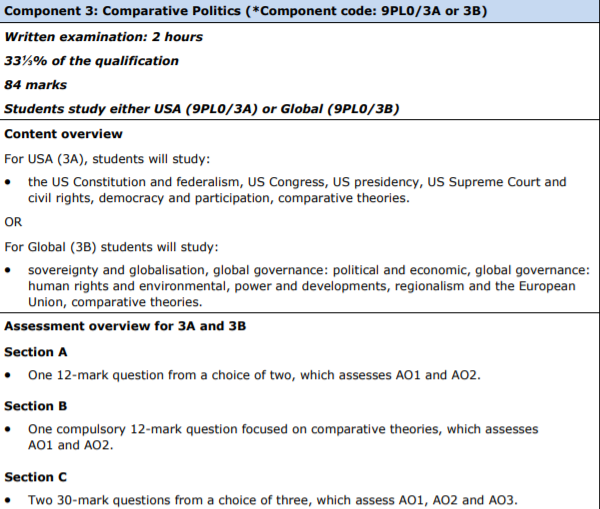 Component 3: Comparative Politics (*Component code: 9PL0/3A or 3B)
Written examination: 2 hours
33⅓% of the qualification
84 marks
Students study either USA (9PL0/3A) or Global (9PL0/3B)
Content overview
For USA (3A), students will study:
• the US Constitution and federalism, US Congress, US presidency, US Supreme Court and
civil rights, democracy and participation, comparative theories.
OR
For Global (3B) students will study:
• sovereignty and globalisation, global governance: political and economic, global governance:
human rights and environmental, power and developments, regionalism and the European
Union, comparative theories.
Assessment overview for 3A and 3B
Section A
• One 12-mark question from a choice of two, which assesses AO1 and AO2.
Section B
• One compulsory 12-mark question focused on comparative theories, which assesses
AO1 and AO2.
Section C
• Two 30-mark questions from a choice of three, which assess AO1, AO2 and AO3.